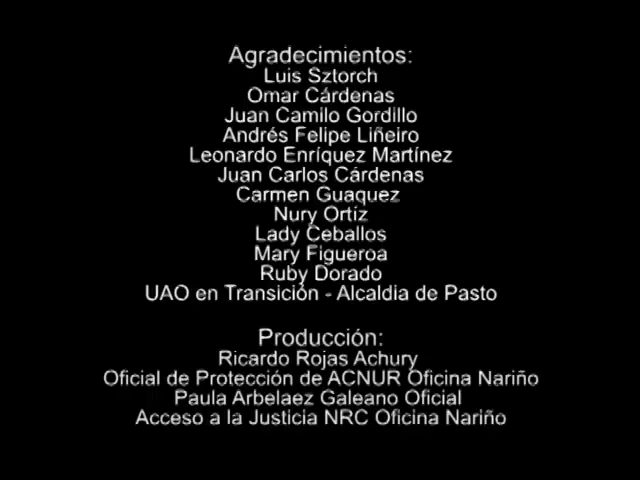 Agradecimientos:
Luis Sztorch
Omar Cárdenas
Juan Camilo Gordillo
Andrés Felipe Liñeiro
Leonardo Enríquez Martínez
Juan Carlos Cárdenas
Carmen Guaquez
Nury Ortiz
Lady Ceballos
Mary Figueroa
Ruby Dorado
UAO en Transición - Alcaldia de Pasto
Producción:
Ricardo Rojas Achury
Oficial de Protección de ACNUR Oficina Nariño
Paula Arbelaez Galeano Oficial
Acceso a la Justicia NRC Oficina Nariño